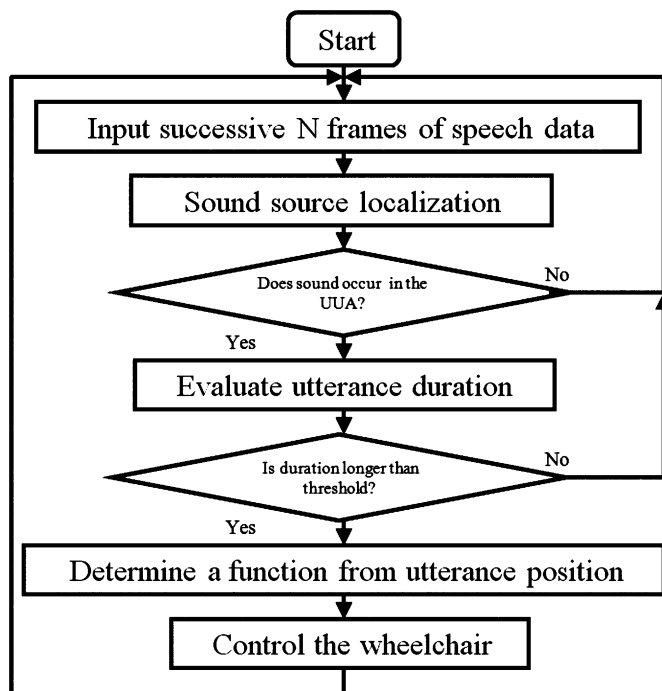 Start
Input successive N frames of speech data
Sound source localization
Does sound occur in the
UUA?
No
Yes
Evaluate utterance duration
Is duration longer than
threshold?
No
Yes
Determine a function from utterance position
Control the wheelchair